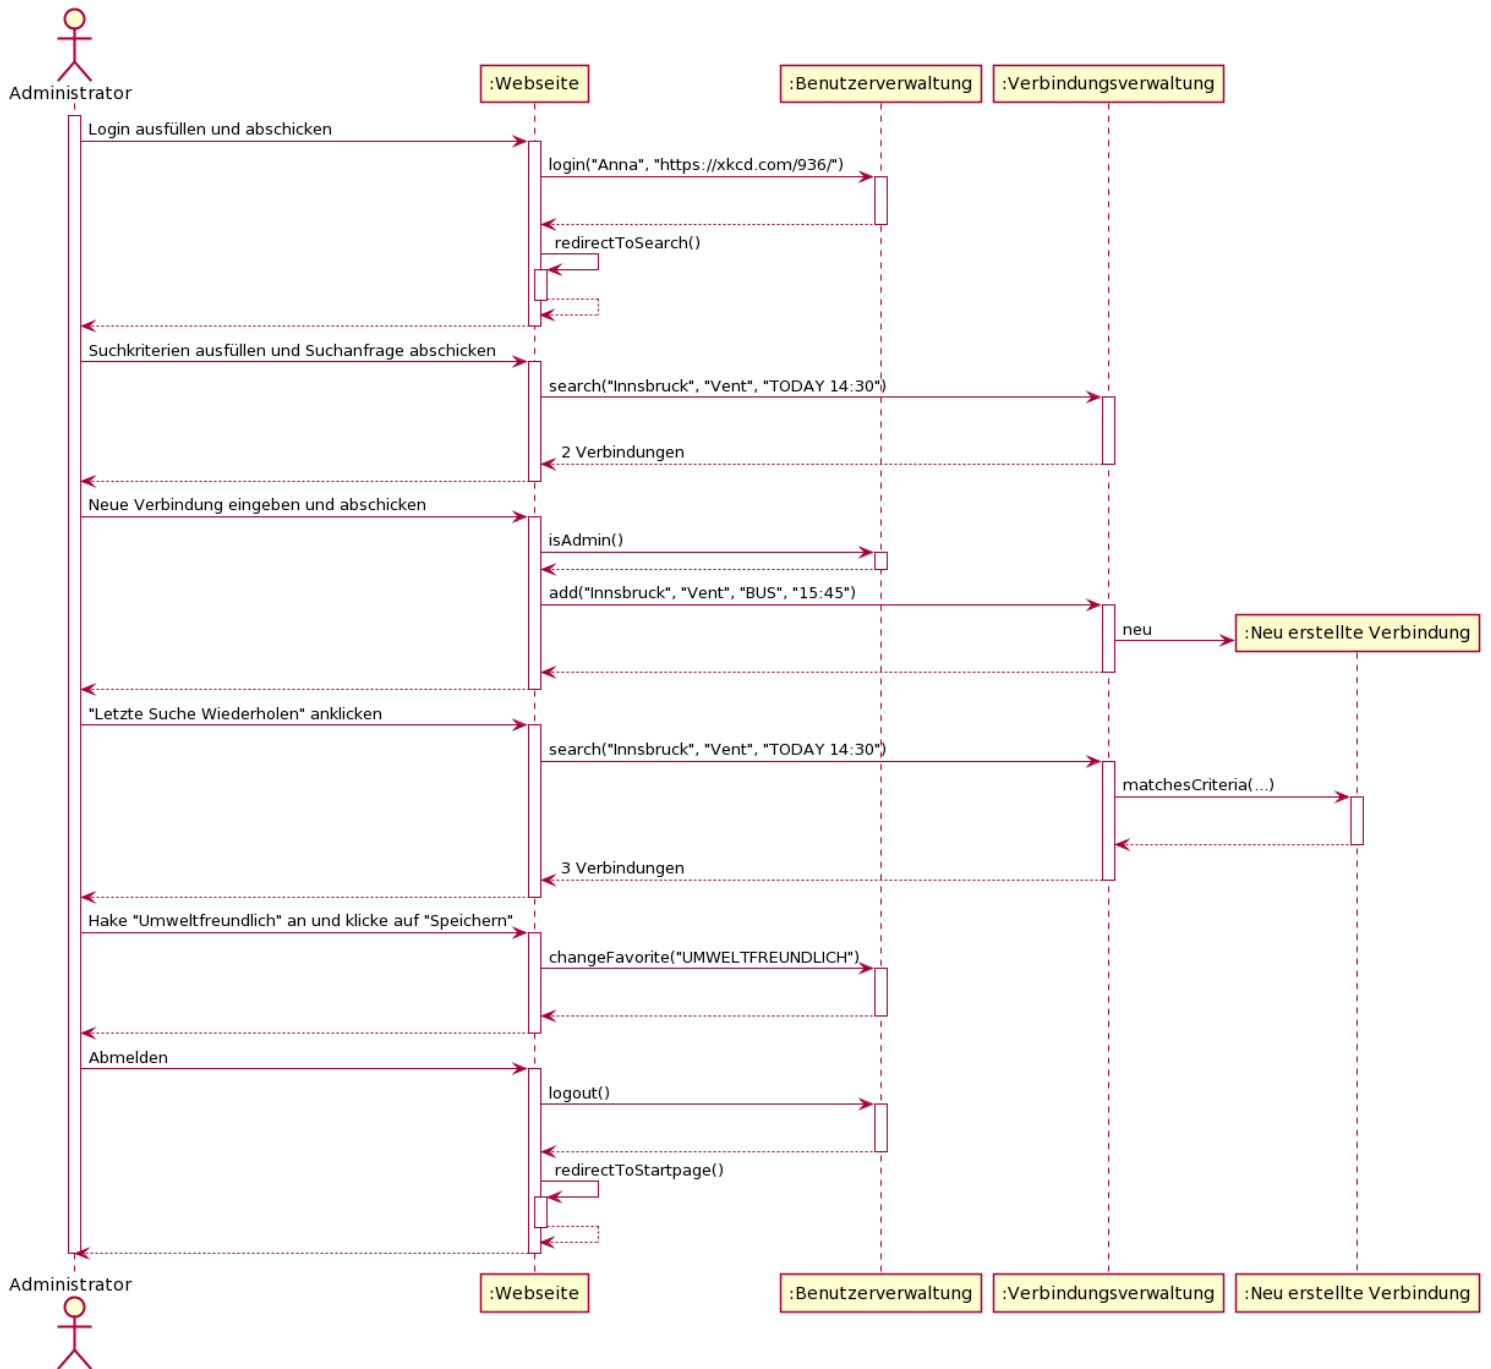 Administrator
:Webseite
:Benutzerverwaltung
:Verbindungsverwaltung
Login ausfüllen und abschicken
login("Anna", "https://xkcd.com/936/")
redirectToSearch()
Suchkriterien ausfüllen und Suchanfrage abschicken
search("Innsbruck", "Vent", "TODAY 14:30")
2 Verbindungen
Neue Verbindung eingeben und abschicken
isAdmin()
add("Innsbruck", "Vent", "BUS", "15:45")
neu
:Neu erstellte Verbindung
"Letzte Suche Wiederholen" anklicken
search("Innsbruck", "Vent", "TODAY 14:30")
matchesCriteria(...)
3 Verbindungen
Hake "Umweltfreundlich" an und klicke auf "Speichern"
changeFavorite("UMWELTFREUNDLICH")
Abmelden
logout()
redirectToStartpage()
Administrator
:Webseite
:Benutzerverwaltung
:Verbindungsverwaltung
:Neu erstellte Verbindung